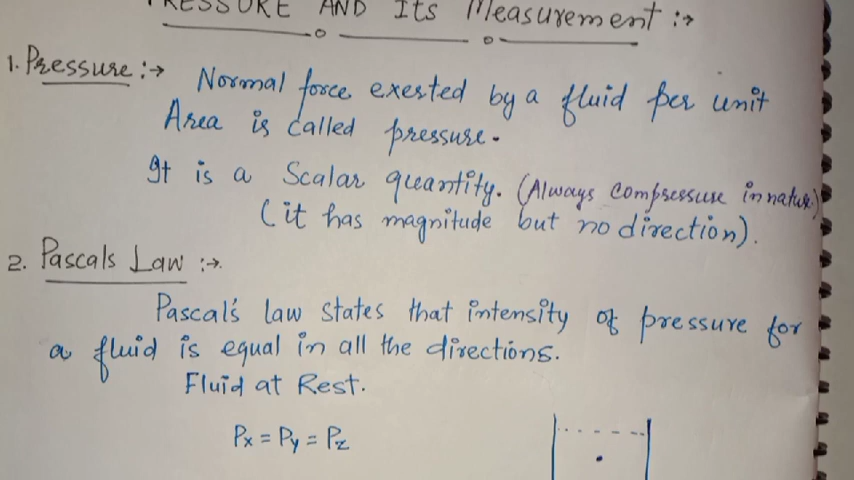 PRESSURE AND Its Measurement :→
1. Pressure :→ Normal force exested by a fluid per unit
Area is called pressure.
It is a Scalar quantity. (Always Compressure in nature)
(it has magnitude but no direction).
2. Pascals Law :→
Pascal's law states that intensity of pressure for
a fluid is equal in all the directions.
Fluid at Rest.
Px = Py = Pz